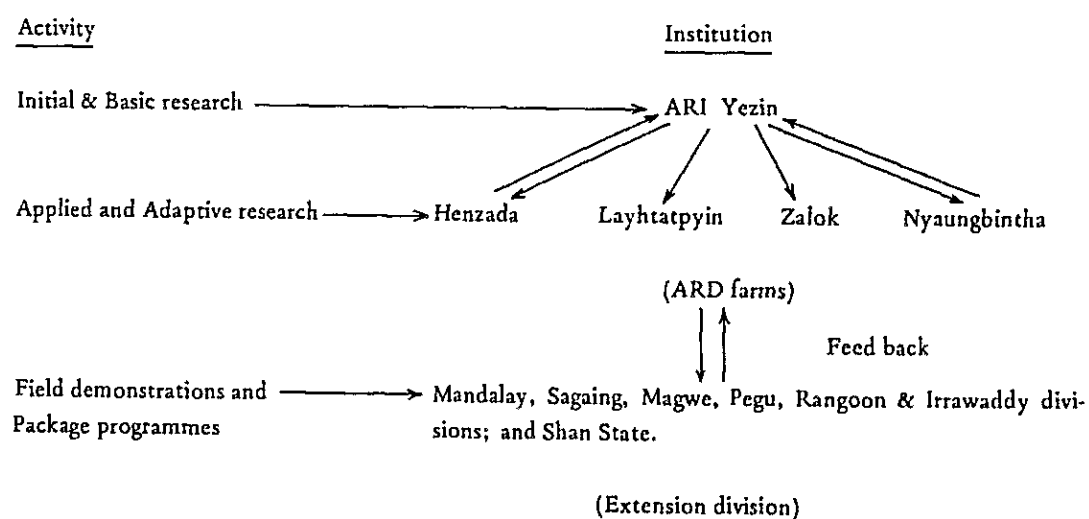 Activity Institution
Initial & Basic research ARI Yezin
Applied and Adaptive research Henzada Layhtatpyin Zalok Nyaungbintha
(ARD farms)
Feed back
Field demonstrations and Mandalay, Sagaing, Magwe, Pegu, Rangoon & Irrawaddy divi-
Package programmes sions; and Shan State.
(Extension division)